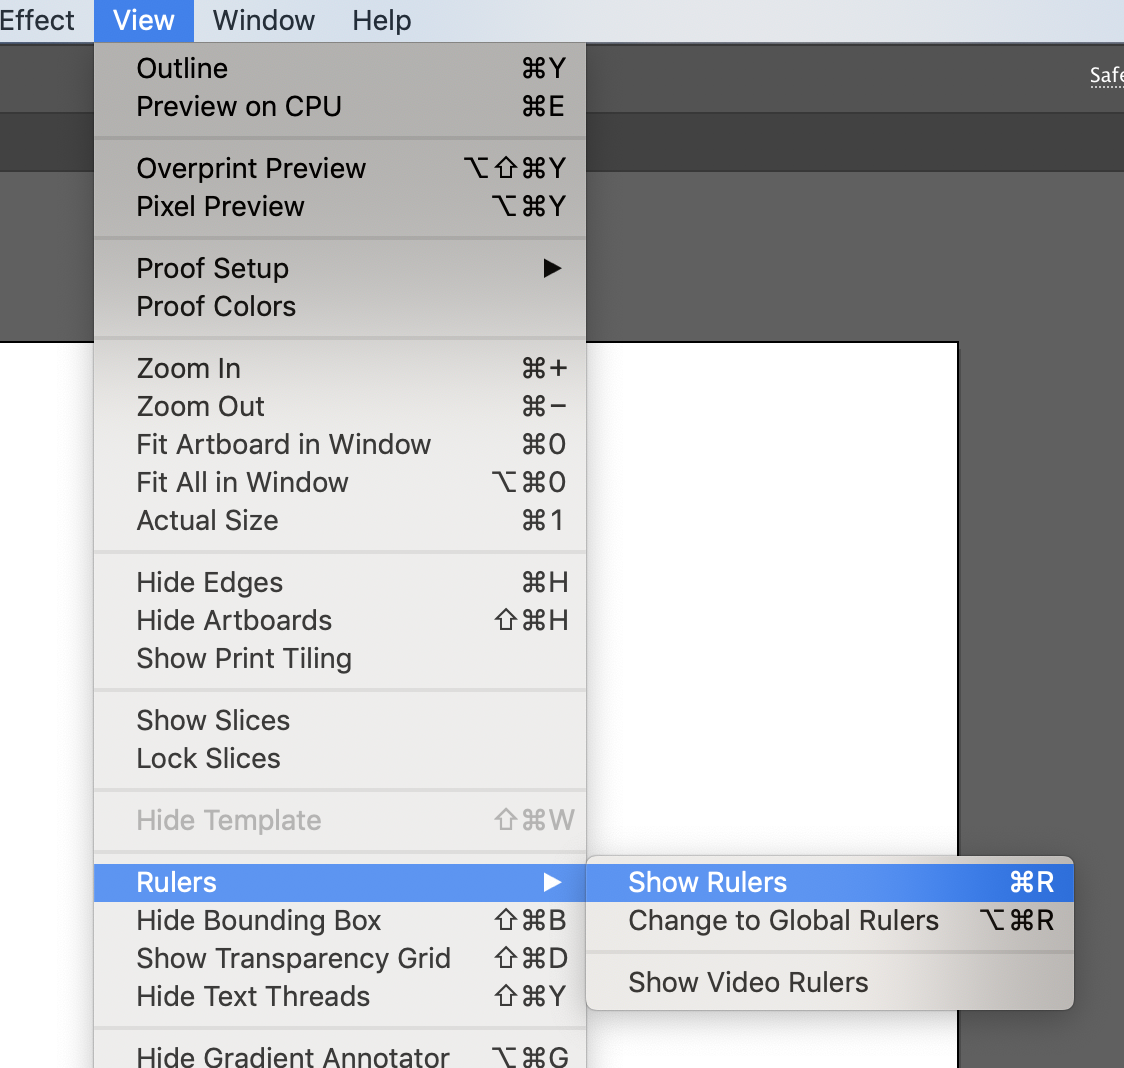 Effect View Window Help
Safe
Outline ⌘Y
Preview on CPU ⌘E
Overprint Preview ⌥⇧⌘Y
Pixel Preview ⌥⌘Y
Proof Setup ▶
Proof Colors
Zoom In ⌘+
Zoom Out ⌘−
Fit Artboard in Window ⌘0
Fit All in Window ⌥⌘0
Actual Size ⌘1
Hide Edges ⌘H
Hide Artboards ⇧⌘H
Show Print Tiling
Show Slices
Lock Slices
Hide Template ⇧⌘W
Rulers ▶
Show Rulers ⌘R
Hide Bounding Box ⇧⌘B
Change to Global Rulers ⌥⌘R
Show Transparency Grid ⇧⌘D
Show Video Rulers
Hide Text Threads ⇧⌘Y
Hide Gradient Annotator ⌥⌘G